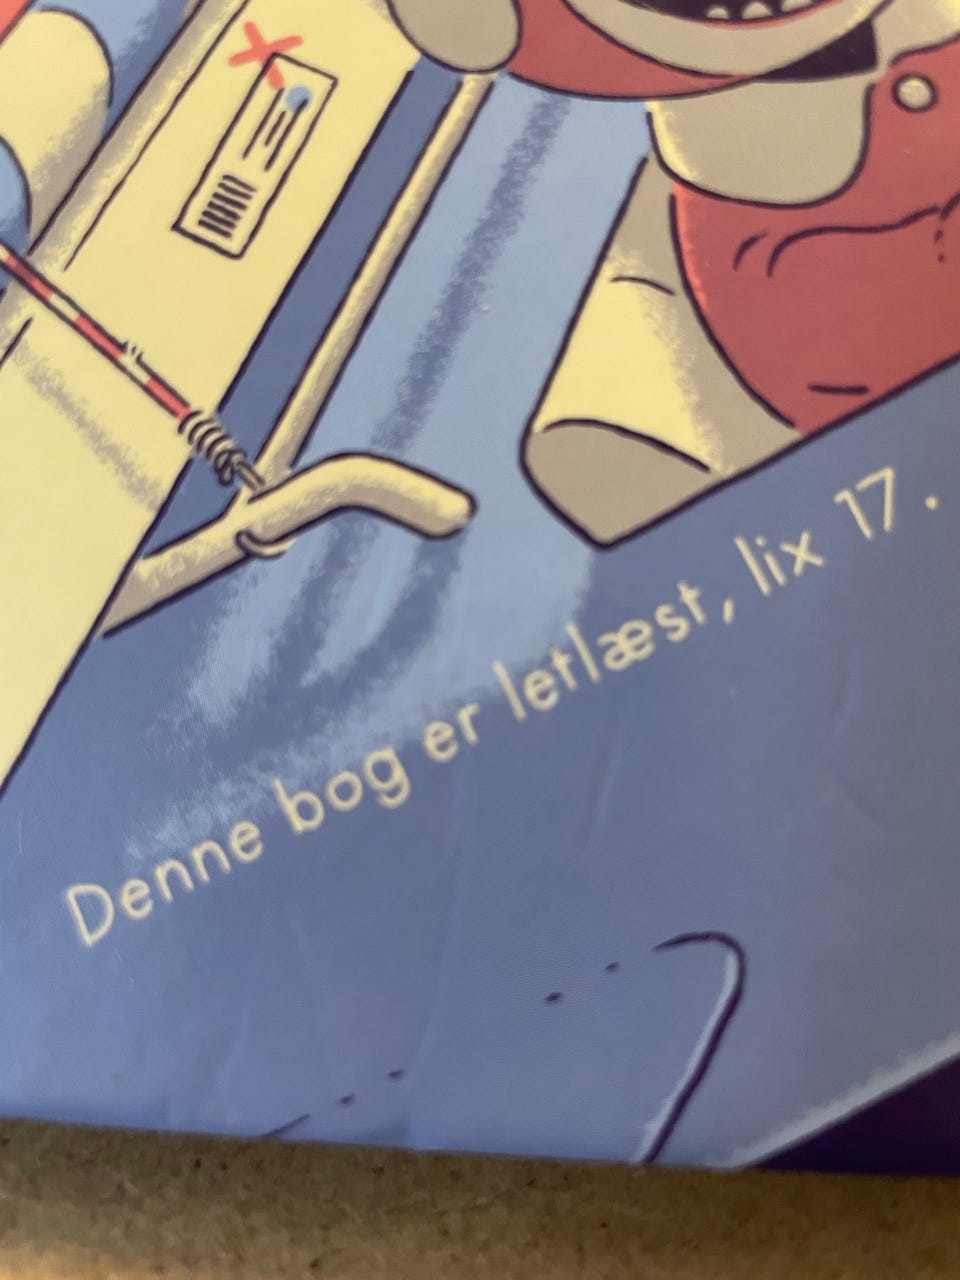 Denne bog er letlæst, lix 17.